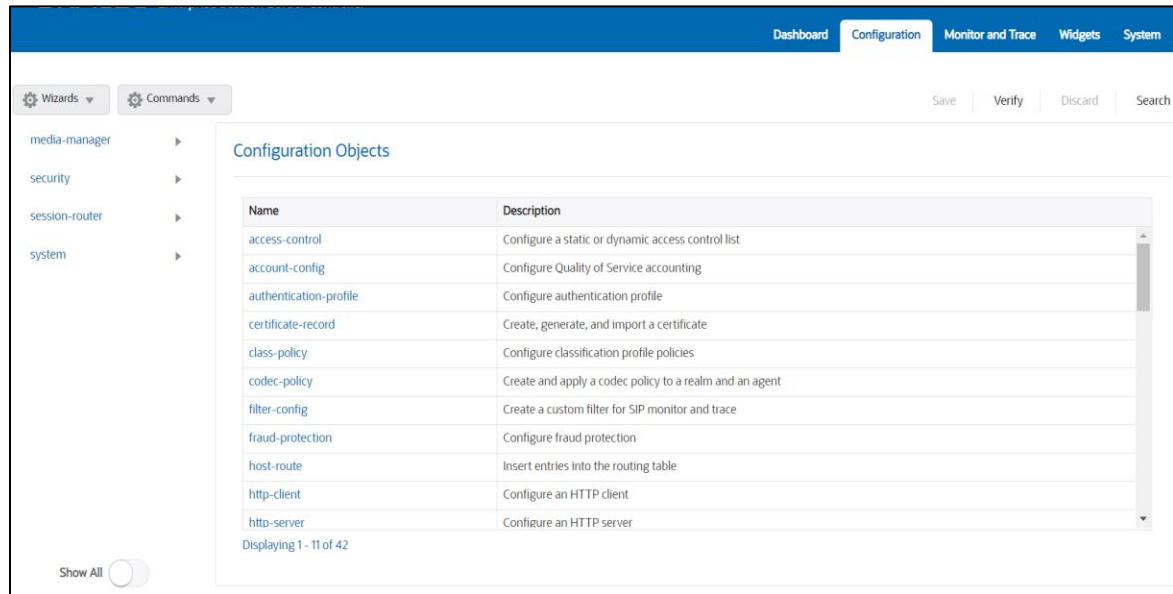 Dashboard Configuration Monitor and Trace Widgets System
Wizards Commands Save Verify Discard Search
media-manager
security
session-router
system
Configuration Objects
Name Description
access-control Configure a static or dynamic access control list
account-config Configure Quality of Service accounting
authentication-profile Configure authentication profile
certificate-record Create, generate, and import a certificate
class-policy Configure classification profile policies
codec-policy Create and apply a codec policy to a realm and an agent
filter-config Create a custom filter for SIP monitor and trace
fraud-protection Configure fraud protection
host-route Insert entries into the routing table
http-client Configure an HTTP client
http-server Configure an HTTP server
Displaying 1 - 11 of 42
Show All